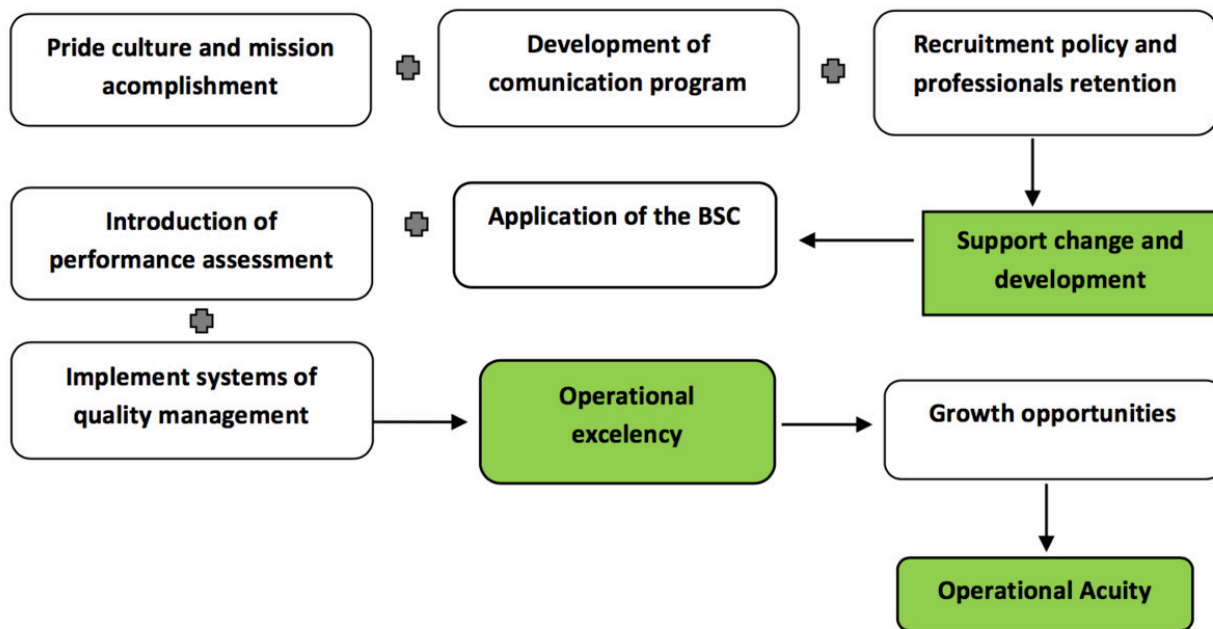 Pride culture and mission
acomplishment
Development of
comunication program
Recruitment policy and
professionals retention
Introduction of
performance assessment
Application of the BSC
Support change and
development
Implement systems of
quality management
Operational
excelency
Growth opportunities
Operational Acuity